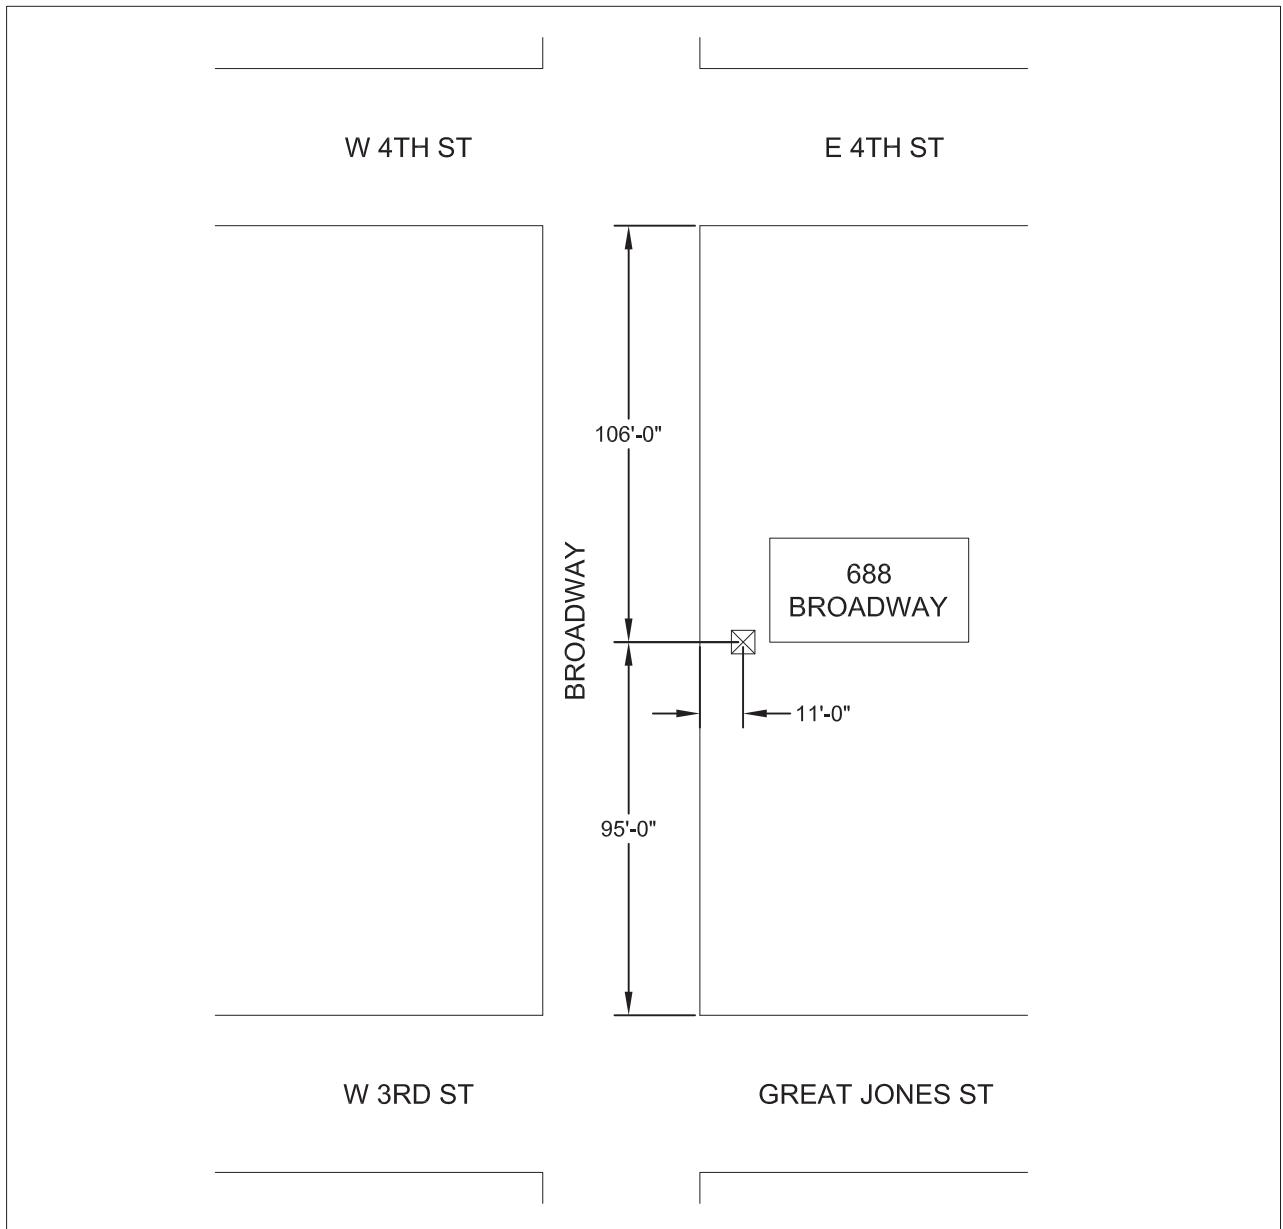 W 4TH ST
E 4TH ST
106'-0"
BROADWAY
688
BROADWAY
11'-0"
95'-0"
W 3RD ST
GREAT JONES ST